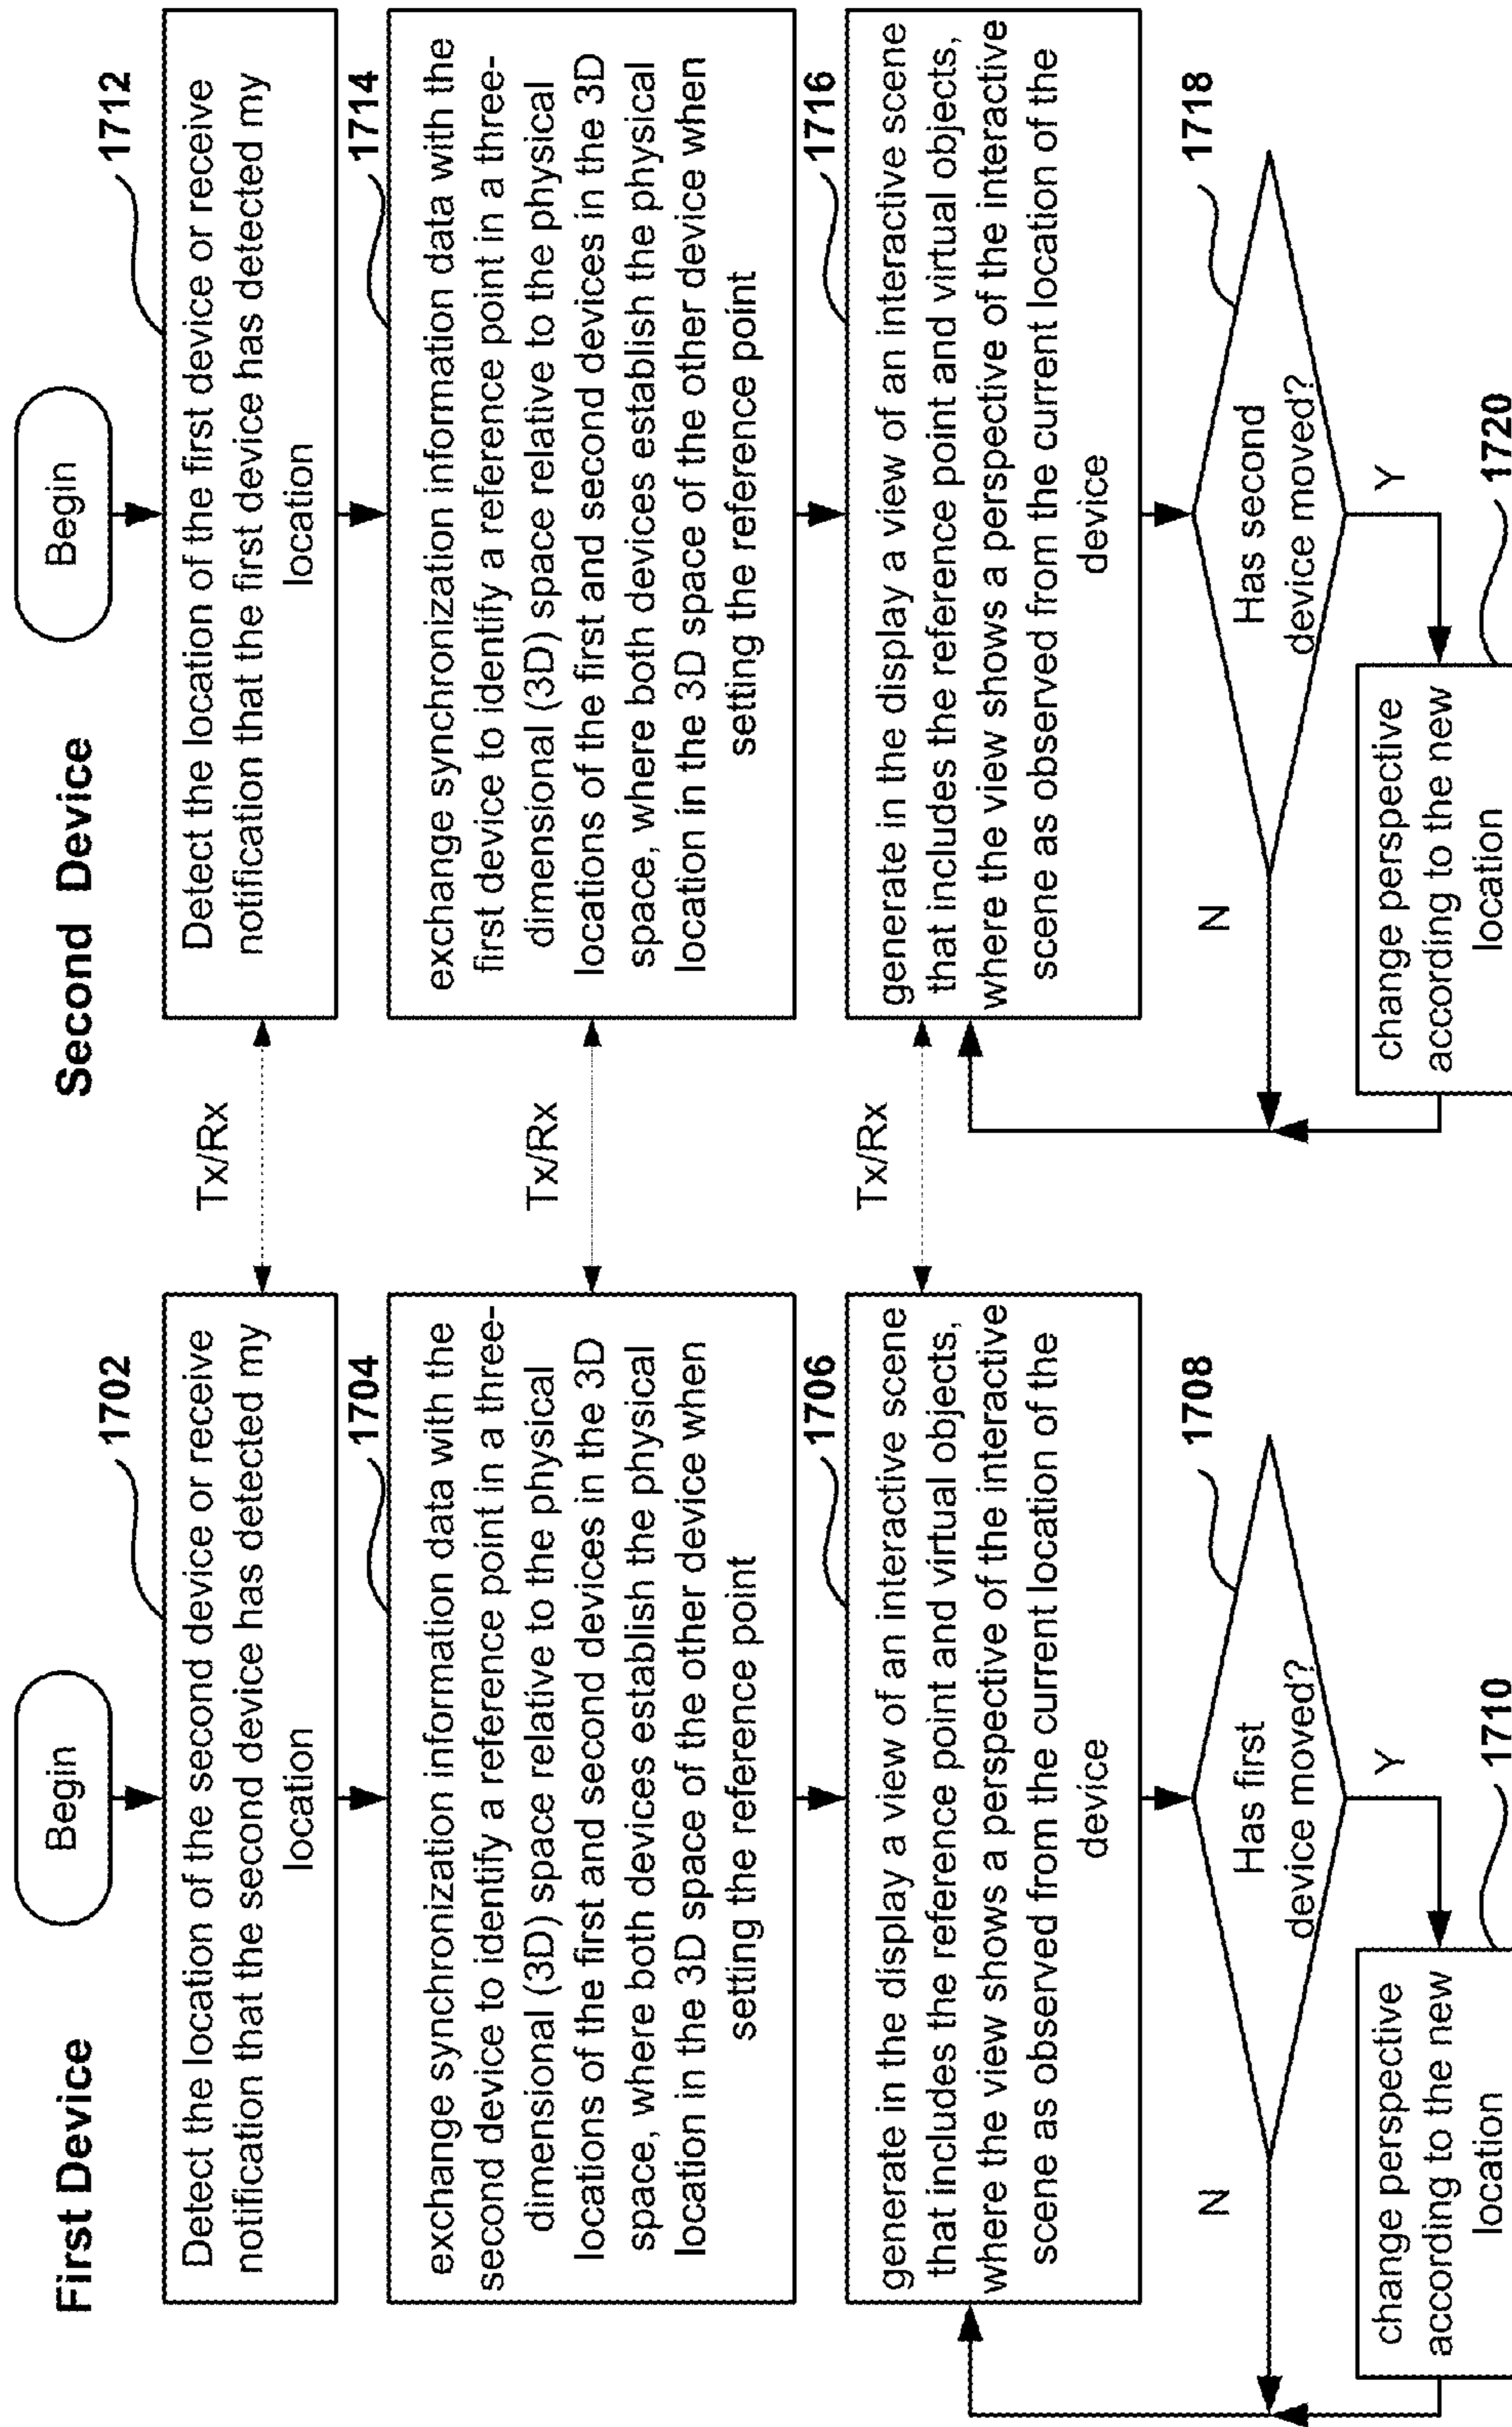 First Device
Begin
1702
Detect the location of the second device or receive
notification that the second device has detected my
location
1704
exchange synchronization information data with the
second device to identify a reference point in a three-
dimensional (3D) space relative to the physical
locations of the first and second devices in the 3D
space, where both devices establish the physical
location in the 3D space of the other device when
setting the reference point
1706
generate in the display a view of an interactive scene
that includes the reference point and virtual objects,
where the view shows a perspective of the interactive
scene as observed from the current location of the
device
1708
Has first
device moved?
N
Y
1710
change perspective
according to the new
location
Tx/Rx
Tx/Rx
Tx/Rx
Second Device
Begin
1712
Detect the location of the first device or receive
notification that the first device has detected my
location
1714
exchange synchronization information data with the
first device to identify a reference point in a three-
dimensional (3D) space relative to the physical
locations of the first and second devices in the 3D
space, where both devices establish the physical
location in the 3D space of the other device when
setting the reference point
1716
generate in the display a view of an interactive scene
that includes the reference point and virtual objects,
where the view shows a perspective of the interactive
scene as observed from the current location of the
device
1718
Has second
device moved?
N
Y
1720
change perspective
according to the new
location